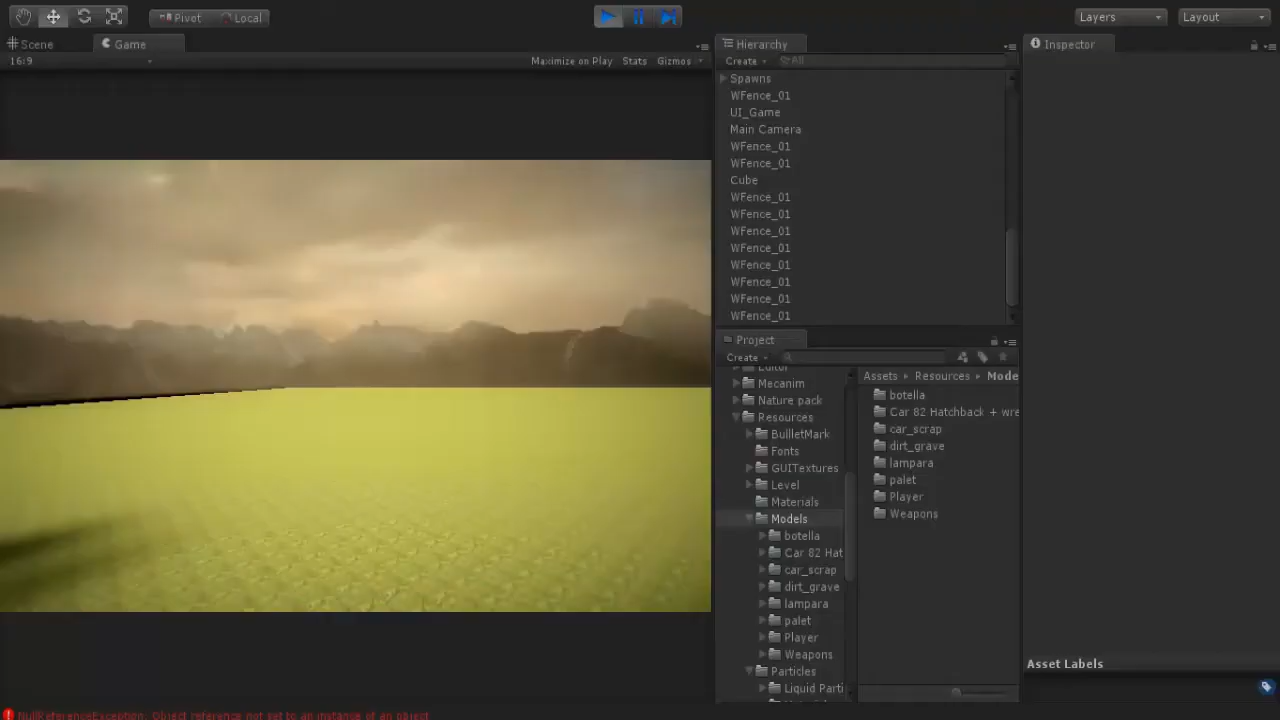 Pivot Local Layers Layout
Scene Game
16:9 Maximize on Play Stats Gizmos
Hierarchy
Create All
Spawns
WFence_01
UI_Game
Main Camera
WFence_01
WFence_01
Cube
WFence_01
WFence_01
WFence_01
WFence_01
WFence_01
WFence_01
WFence_01
WFence_01
Project
Create
Editor
Mecanim
Nature pack
Resources
BullletMark
Fonts
GUITextures
Level
Materials
Models
botella
Car 82 Hat
car_scrap
dirt_grave
lampara
palet
Player
Weapons
Particles
Liquid Parti
Assets Resources Mode
botella
Car 82 Hatchback + wre
car_scrap
dirt_grave
lampara
palet
Player
Weapons
Inspector
Asset Labels
NullReferenceException: Object reference not set to an instance of an object